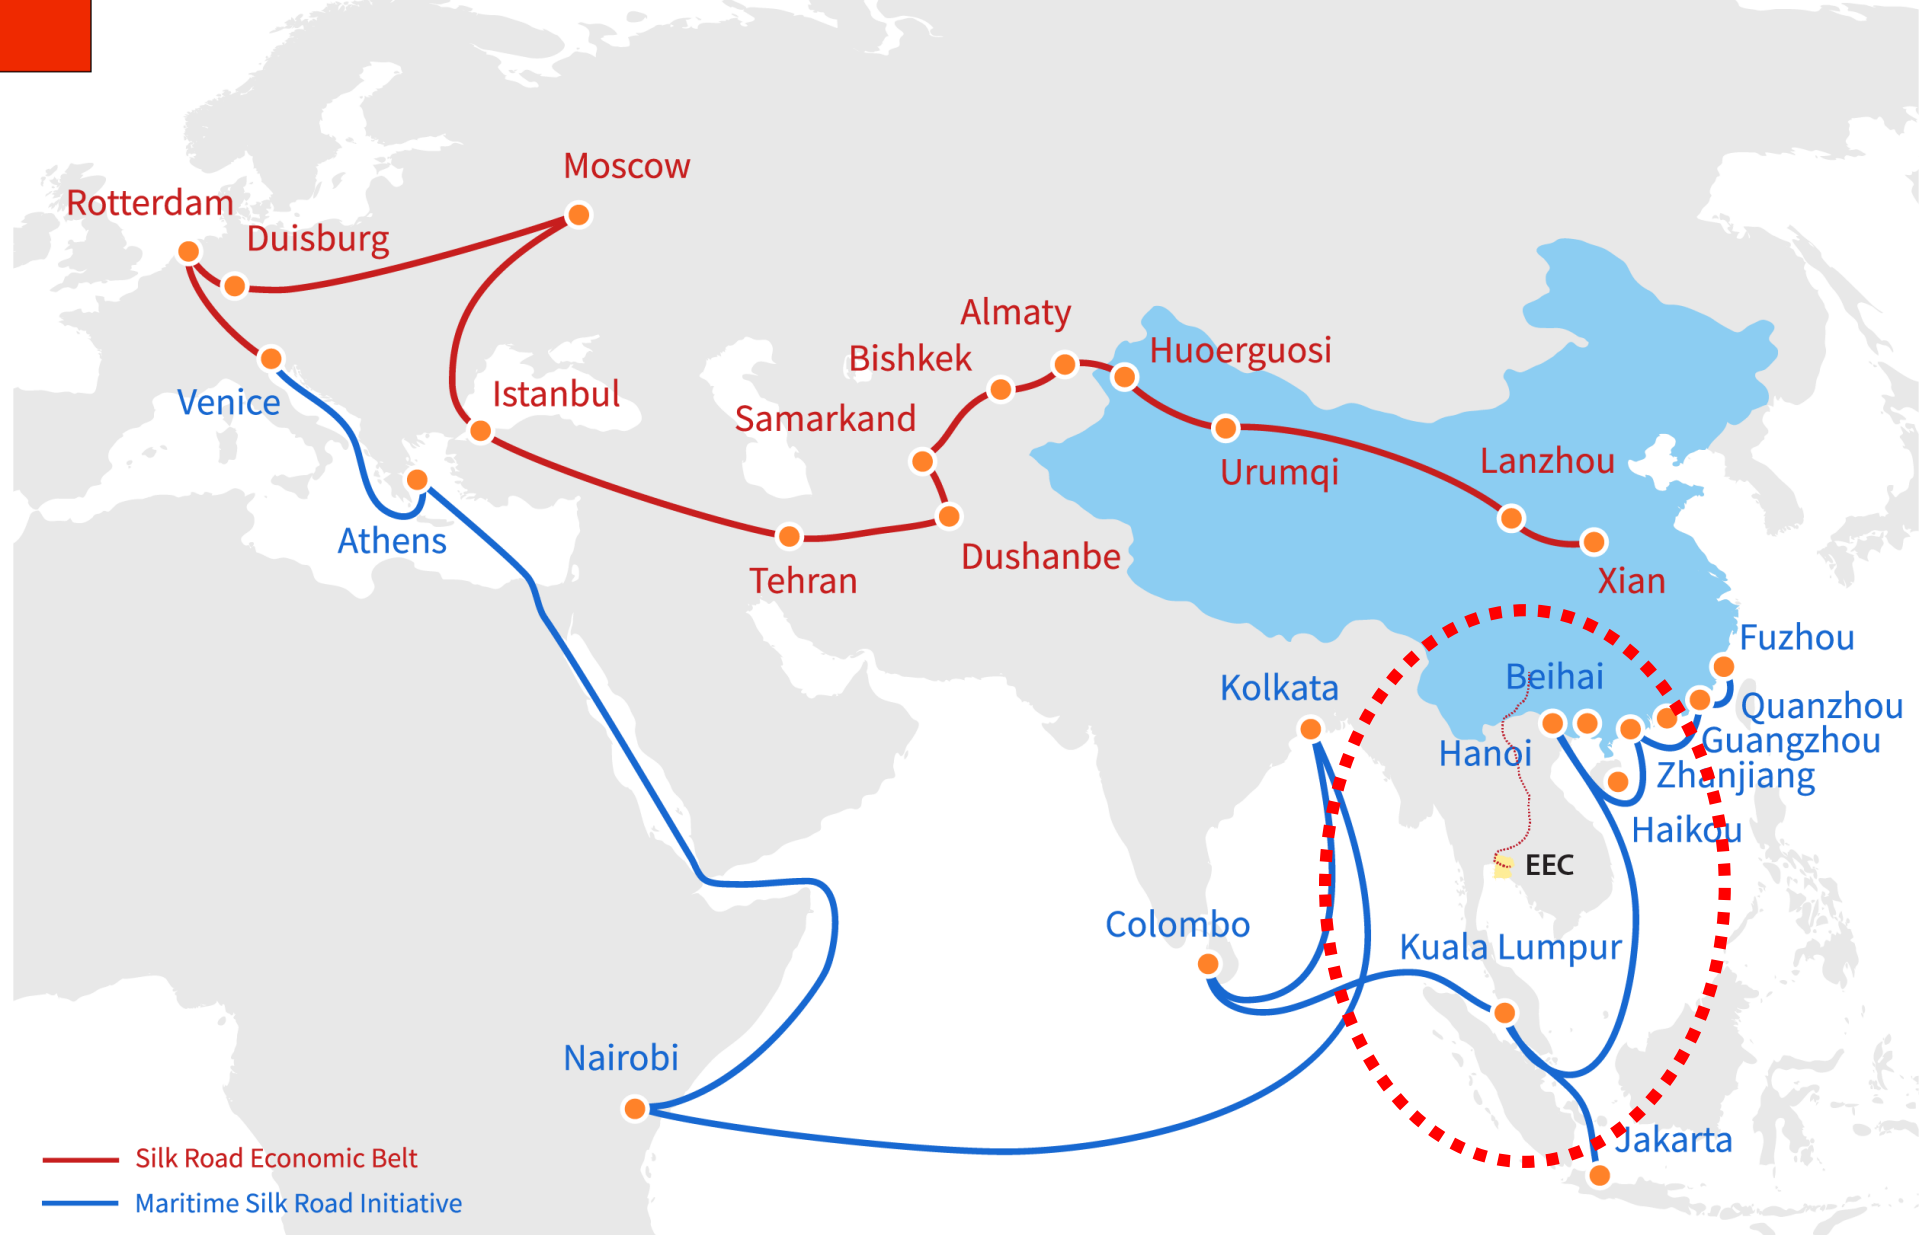 Moscow
Rotterdam
Duisburg
Almaty
Bishkek
Huoerguosi
Venice
Istanbul
Samarkand
Urumqi
Lanzhou
Athens
Tehran
Dushanbe
Xian
Fuzhou
Kolkata
Beihai
Quanzhou
Hanoi
Guangzhou
Zhanjiang
Haikou
EEC
Colombo
Kuala Lumpur
Nairobi
Jakarta
Silk Road Economic Belt
Maritime Silk Road Initiative